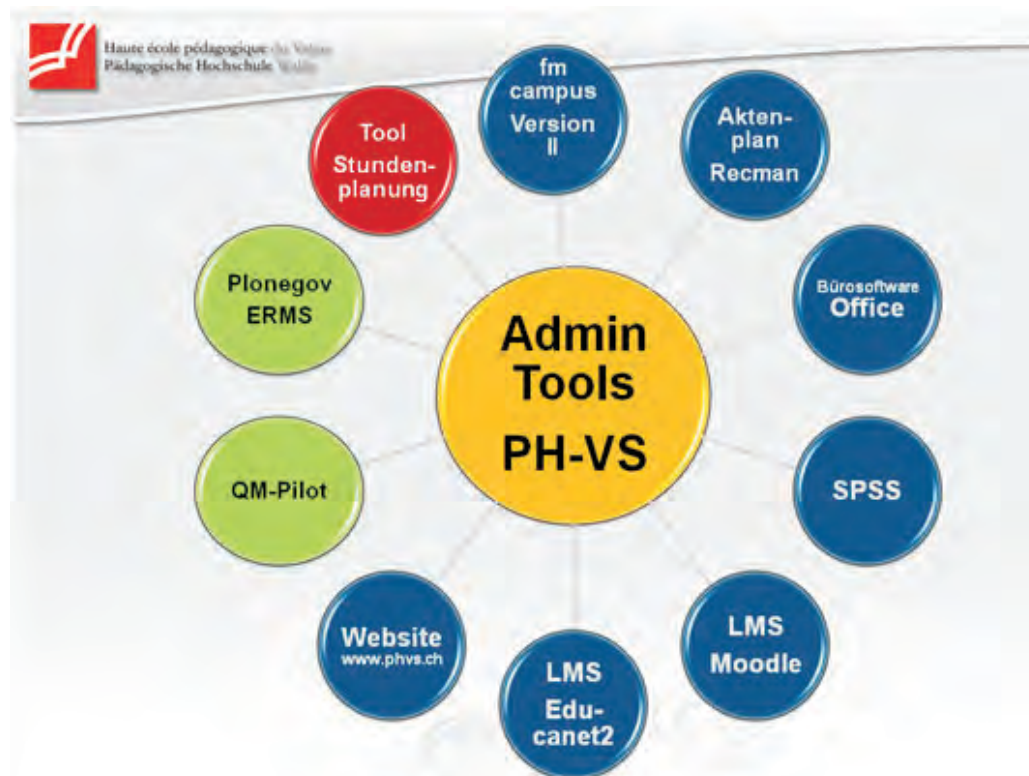 Haute école pédagogique du Valais
Pädagogische Hochschule Wallis
fm
campus
Version
II
Akten-
plan
Recman
Bürosoftware
Office
SPSS
LMS
Moodle
LMS
Edu-
canet2
Website
www.phvs.ch
QM-Pilot
Plonegov
ERMS
Tool
Stunden-
planung
Admin
Tools
PH-VS